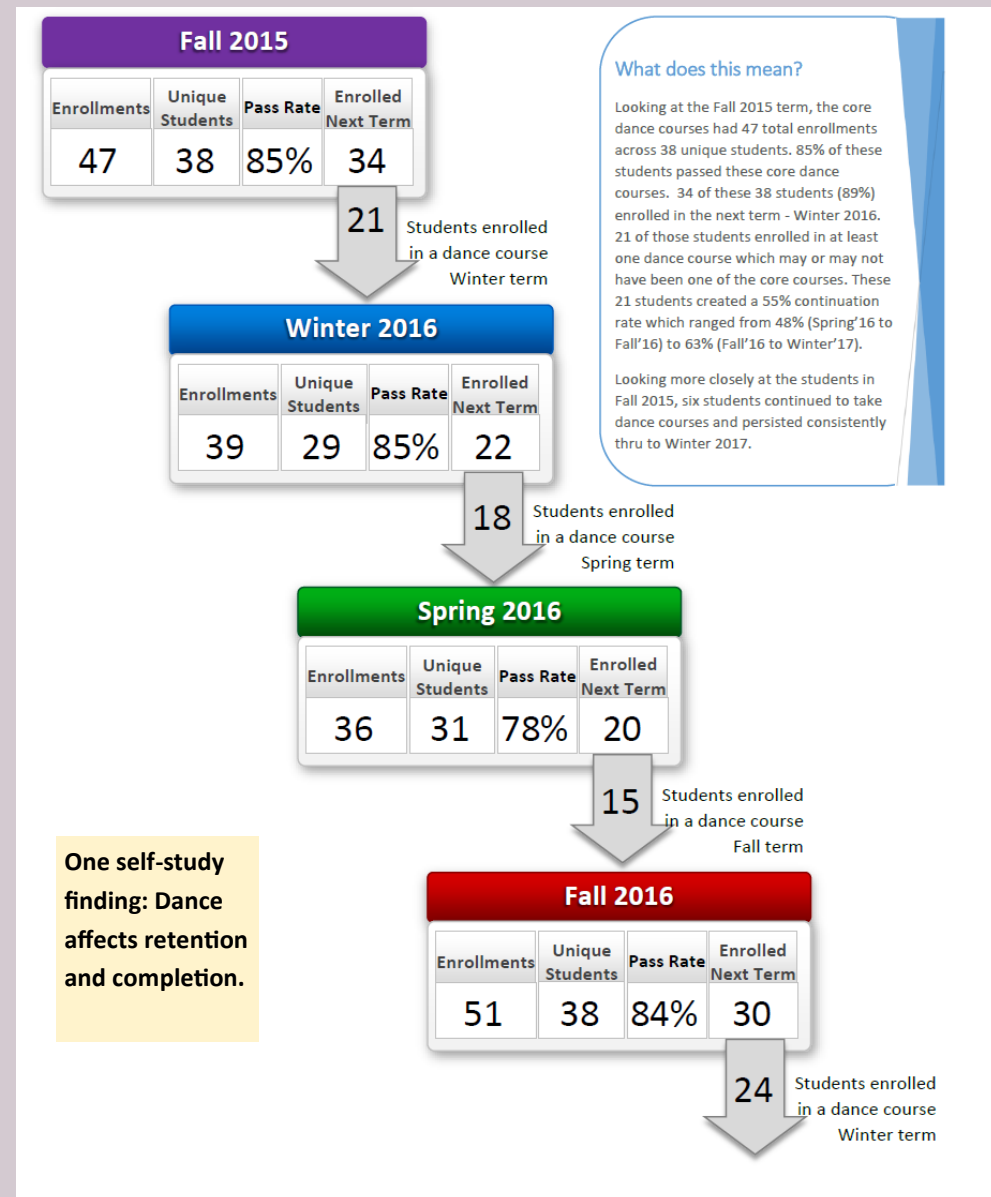 Fall 2015
Enrollments Unique Students Pass Rate Enrolled Next Term
47 38 85% 34
21
Students enrolled
in a dance course
Winter term
What does this mean?
Looking at the Fall 2015 term, the core
dance courses had 47 total enrollments
across 38 unique students. 85% of these
students passed these core dance
courses. 34 of these 38 students (89%)
enrolled in the next term - Winter 2016.
21 of those students enrolled in at least
one dance course which may or may not
have been one of the core courses. These
21 students created a 55% continuation
rate which ranged from 48% (Spring'16 to
Fall'16) to 63% (Fall'16 to Winter'17).
Looking more closely at the students in
Fall 2015, six students continued to take
dance courses and persisted consistently
thru to Winter 2017.
Winter 2016
Enrollments Unique Students Pass Rate Enrolled Next Term
39 29 85% 22
18
Students enrolled
in a dance course
Spring term
Spring 2016
Enrollments Unique Students Pass Rate Enrolled Next Term
36 31 78% 20
15
Students enrolled
in a dance course
Fall term
One self-study
finding: Dance
affects retention
and completion.
Fall 2016
Enrollments Unique Students Pass Rate Enrolled Next Term
51 38 84% 30
24
Students enrolled
in a dance course
Winter term